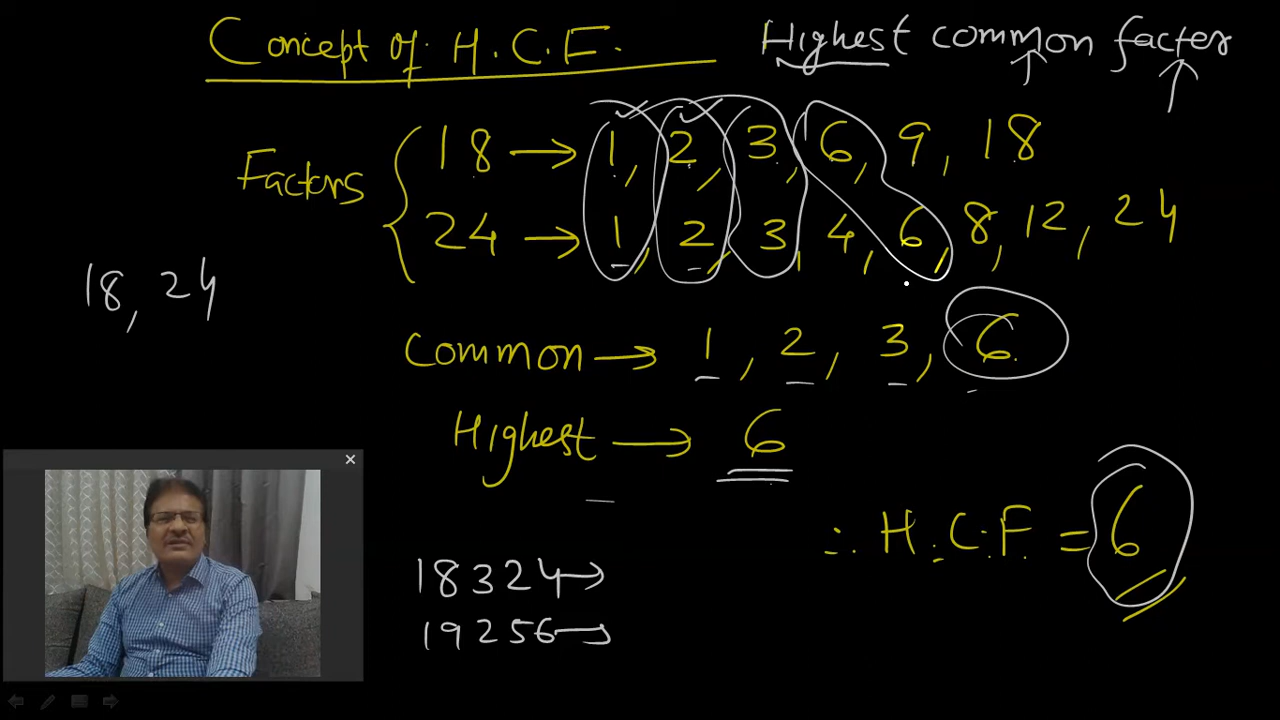 Concept of H.C.F.
Highest common factor
Factors
18 → 1, 2, 3, 6, 9, 18
24 → 1, 2, 3, 4, 6, 8, 12, 24
18, 24
Common → 1, 2, 3, 6
Highest → 6
∴ H.C.F = 6
18324 →
19256 →